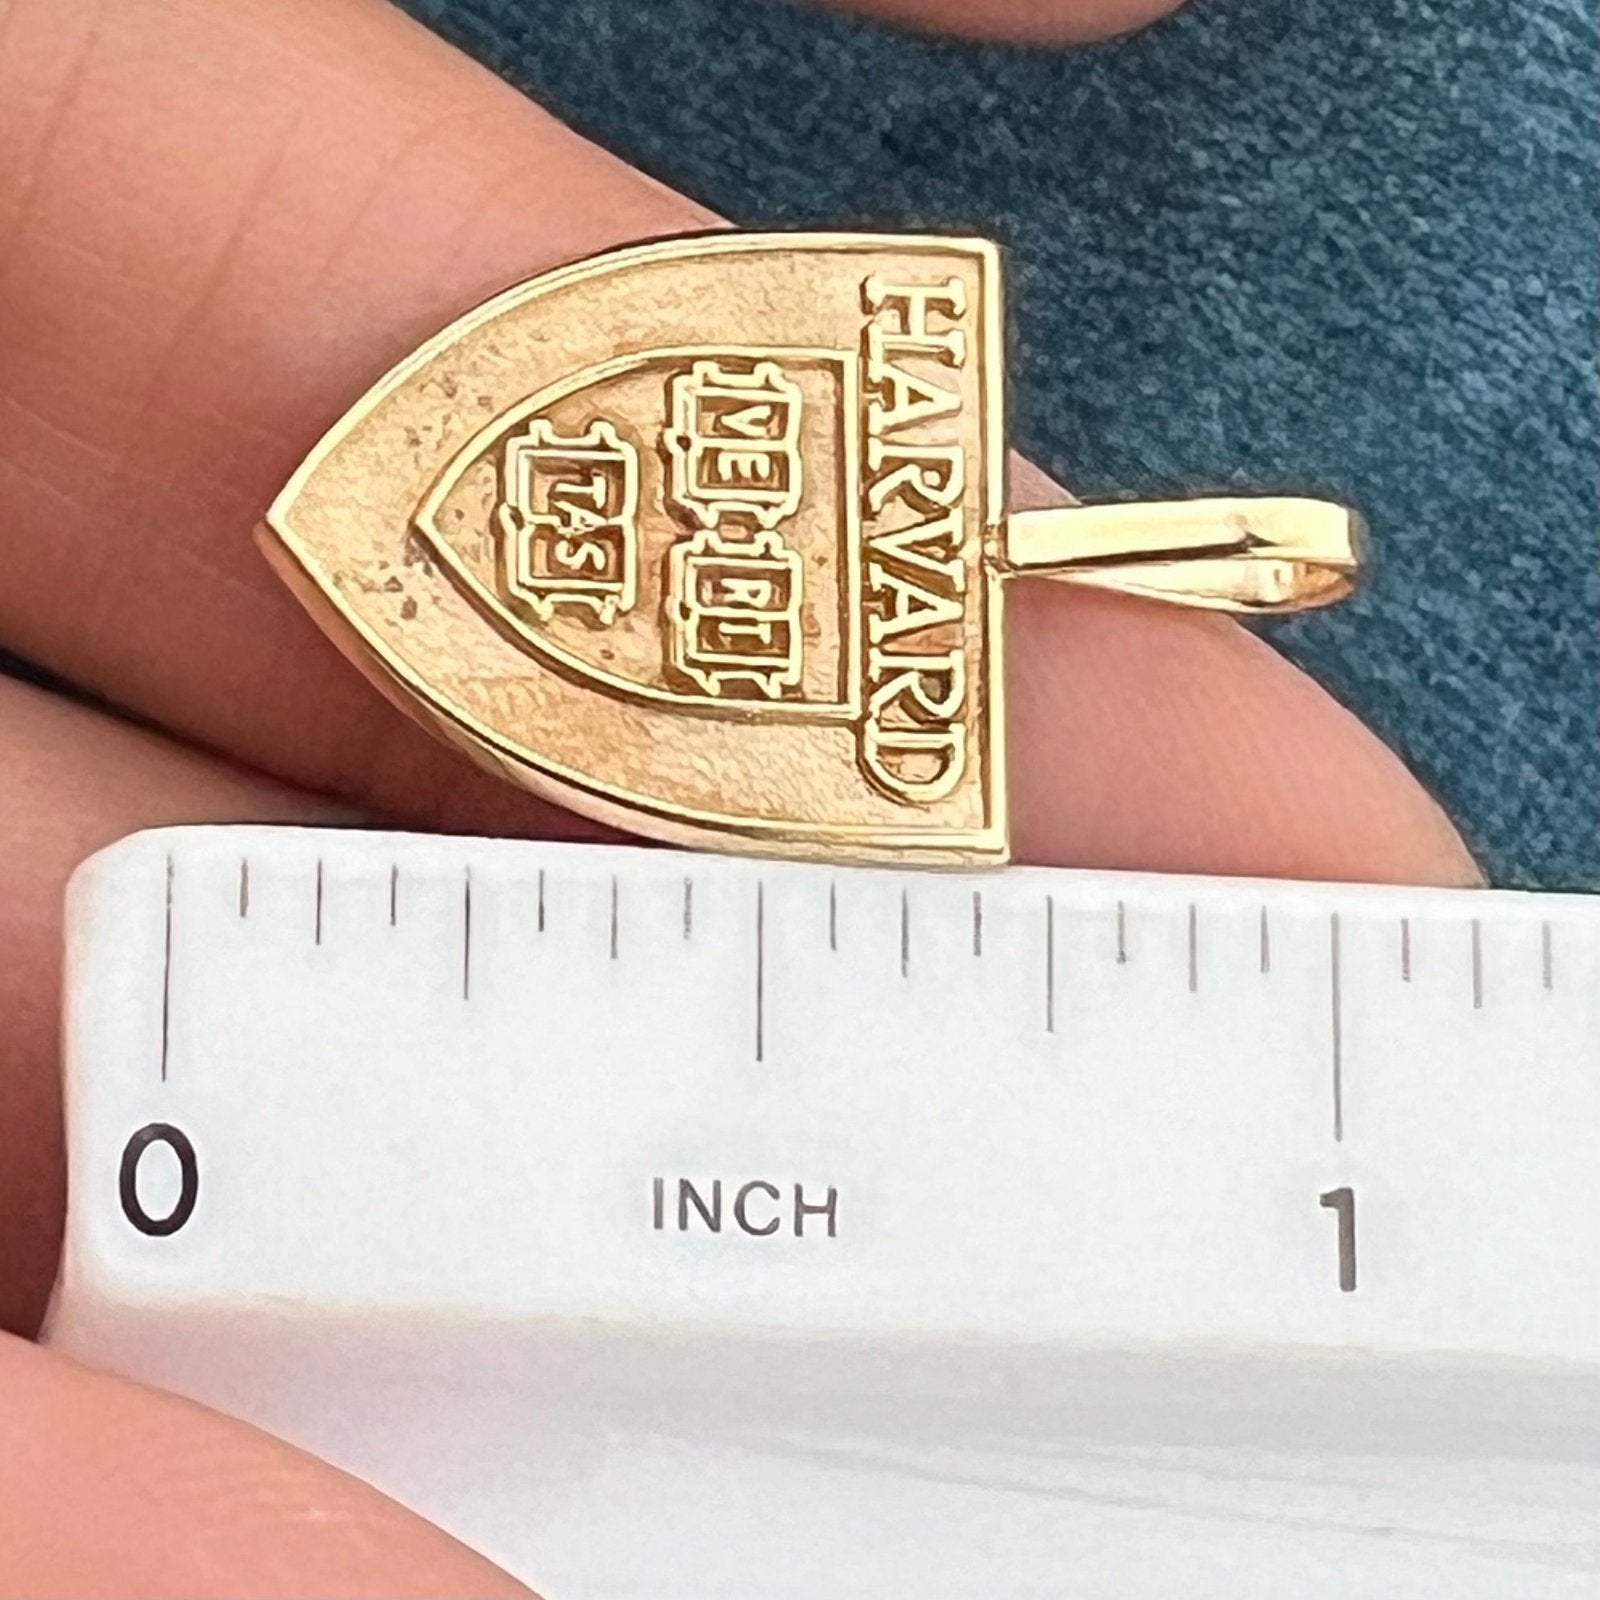 HARVARD
VE RI
TAS
0 INCH 1